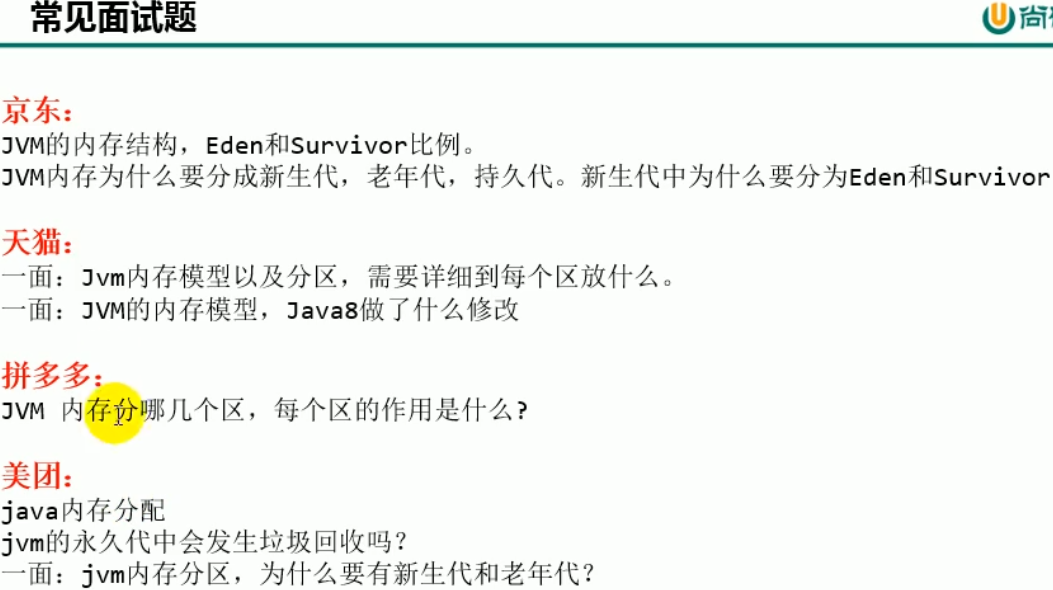 常见面试题
尚
京东：
JVM的内存结构，Eden和Survivor比例。
JVM内存为什么要分成新生代，老年代，持久代。新生代中为什么要分为Eden和Survivor
天猫：
一面：Jvm内存模型以及分区，需要详细到每个区放什么。
一面：JVM的内存模型，Java8做了什么修改
拼多多：
JVM 内存分哪几个区，每个区的作用是什么?
美团：
java内存分配
jvm的永久代中会发生垃圾回收吗？
一面：jvm内存分区，为什么要有新生代和老年代？